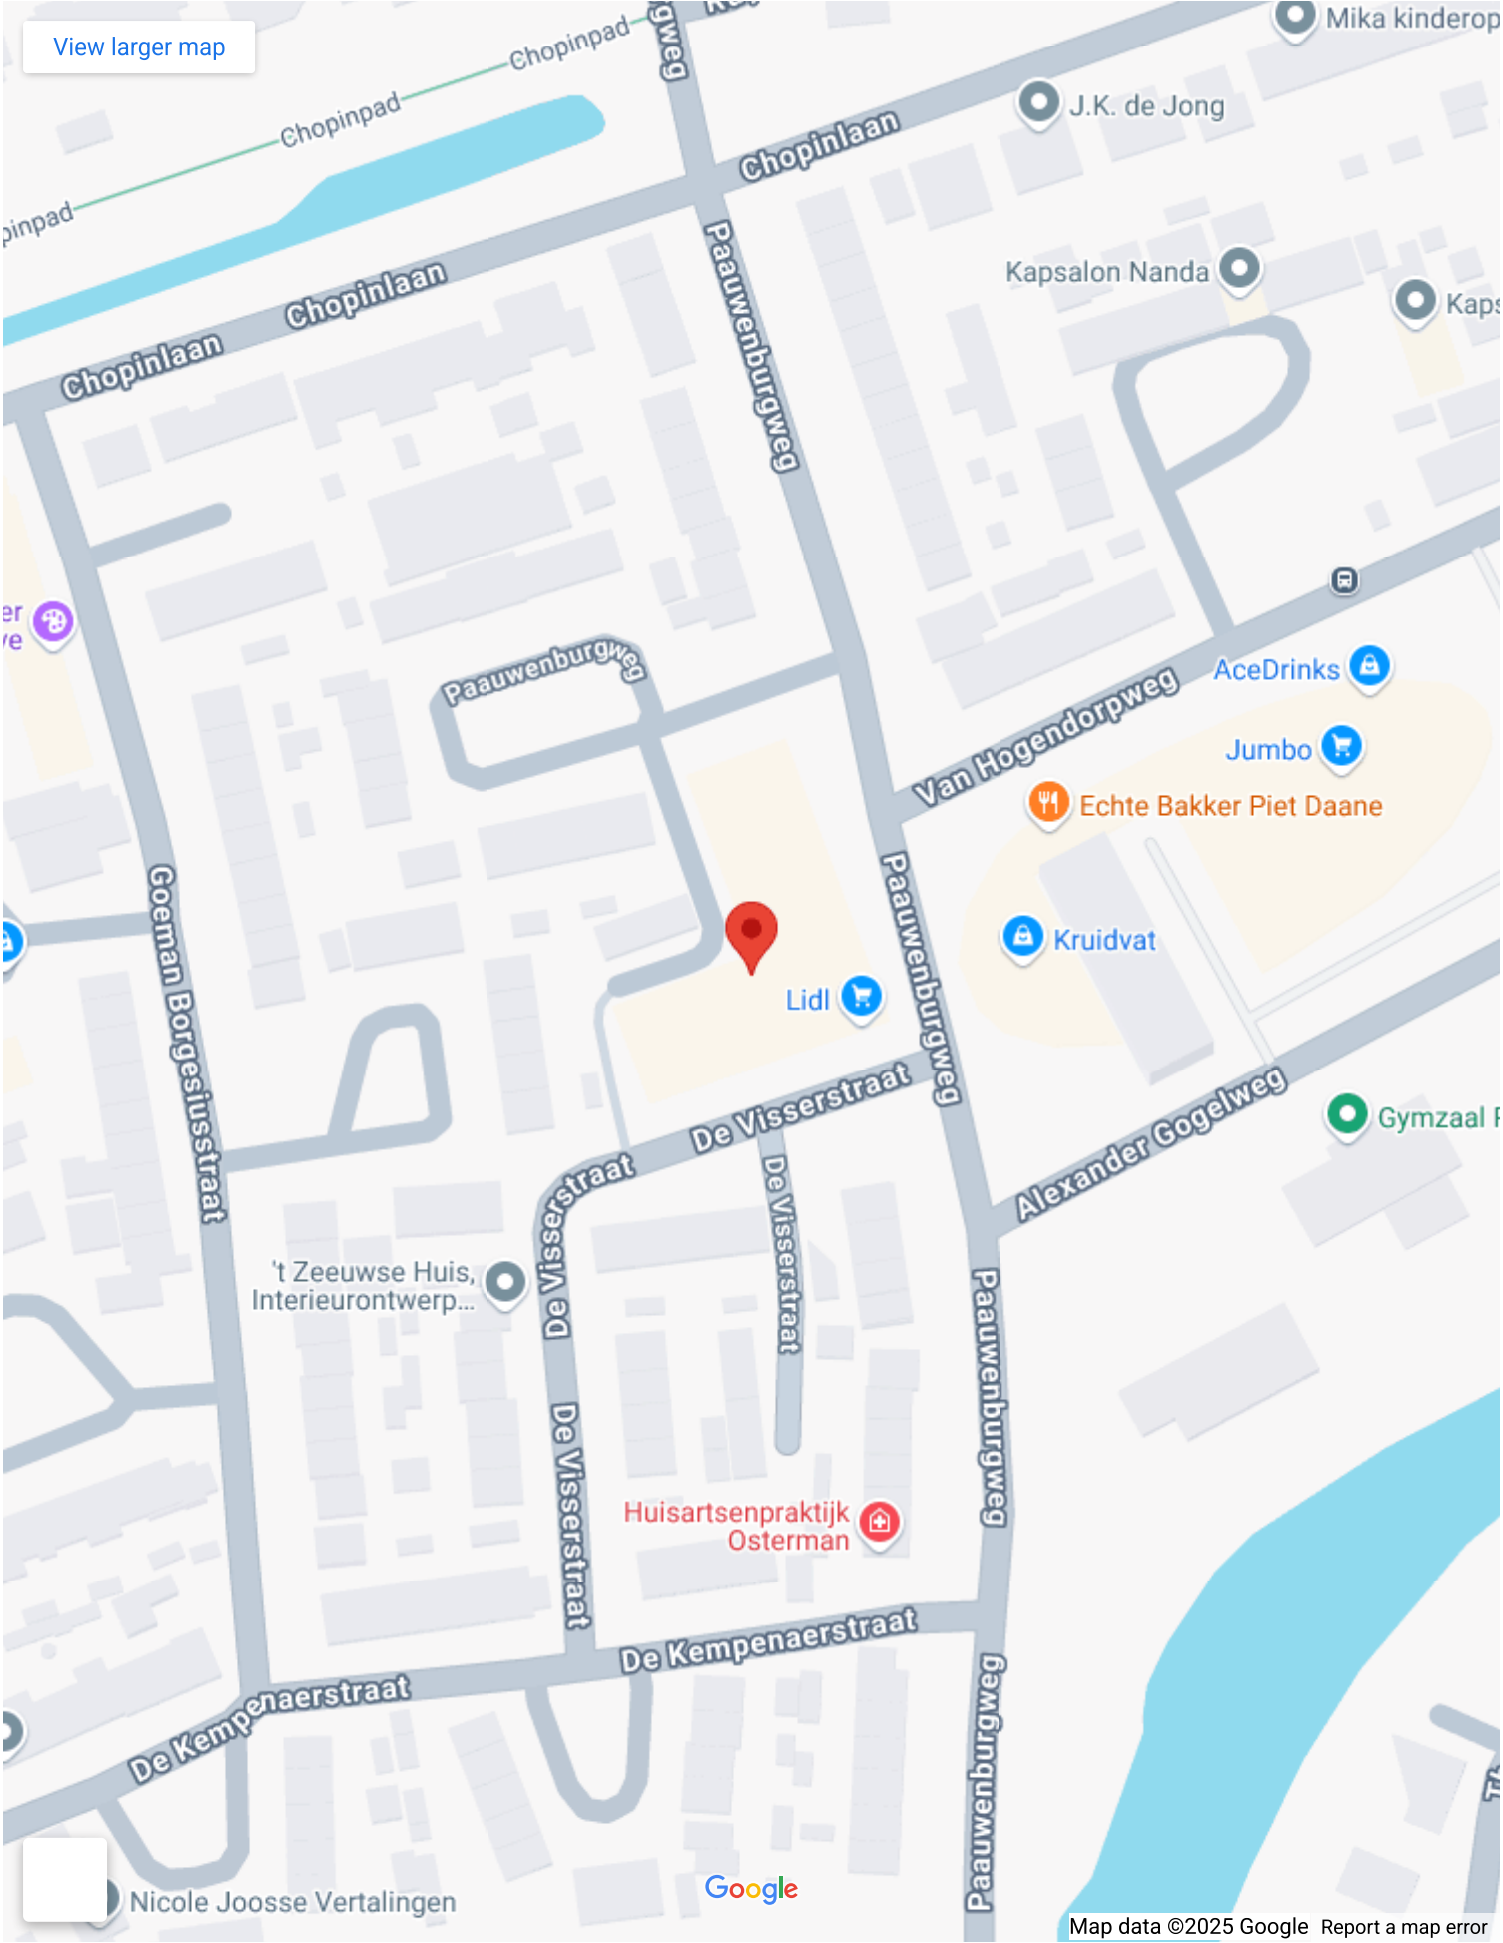 View larger map
Chopinpad
Chopinpad
Mika kinderop
J.K. de Jong
Chopinlaan
Kapsalon Nanda
Kaps
Chopinlaan
Chopinlaan
Paauwenburgweg
Paauwenburgweg
AceDrinks
Van Hogendorpweg
Jumbo
Echte Bakker Piet Daane
Goeman Borgesiusstraat
Paauwenburgweg
Kruidvat
Lidl
De Visserstraat
Alexander Gogelweg
Gymzaal
De Visserstraat
De Visserstraat
't Zeeuwse Huis,
Interieurontwerp...
Paauwenburgweg
De Visserstraat
Huisartsenpraktijk
Osterman
De Kempenaerstraat
De Kempenaerstraat
Paauwenburgweg
Google
Nicole Joosse Vertalingen
Map data ©2025 Google
Report a map error